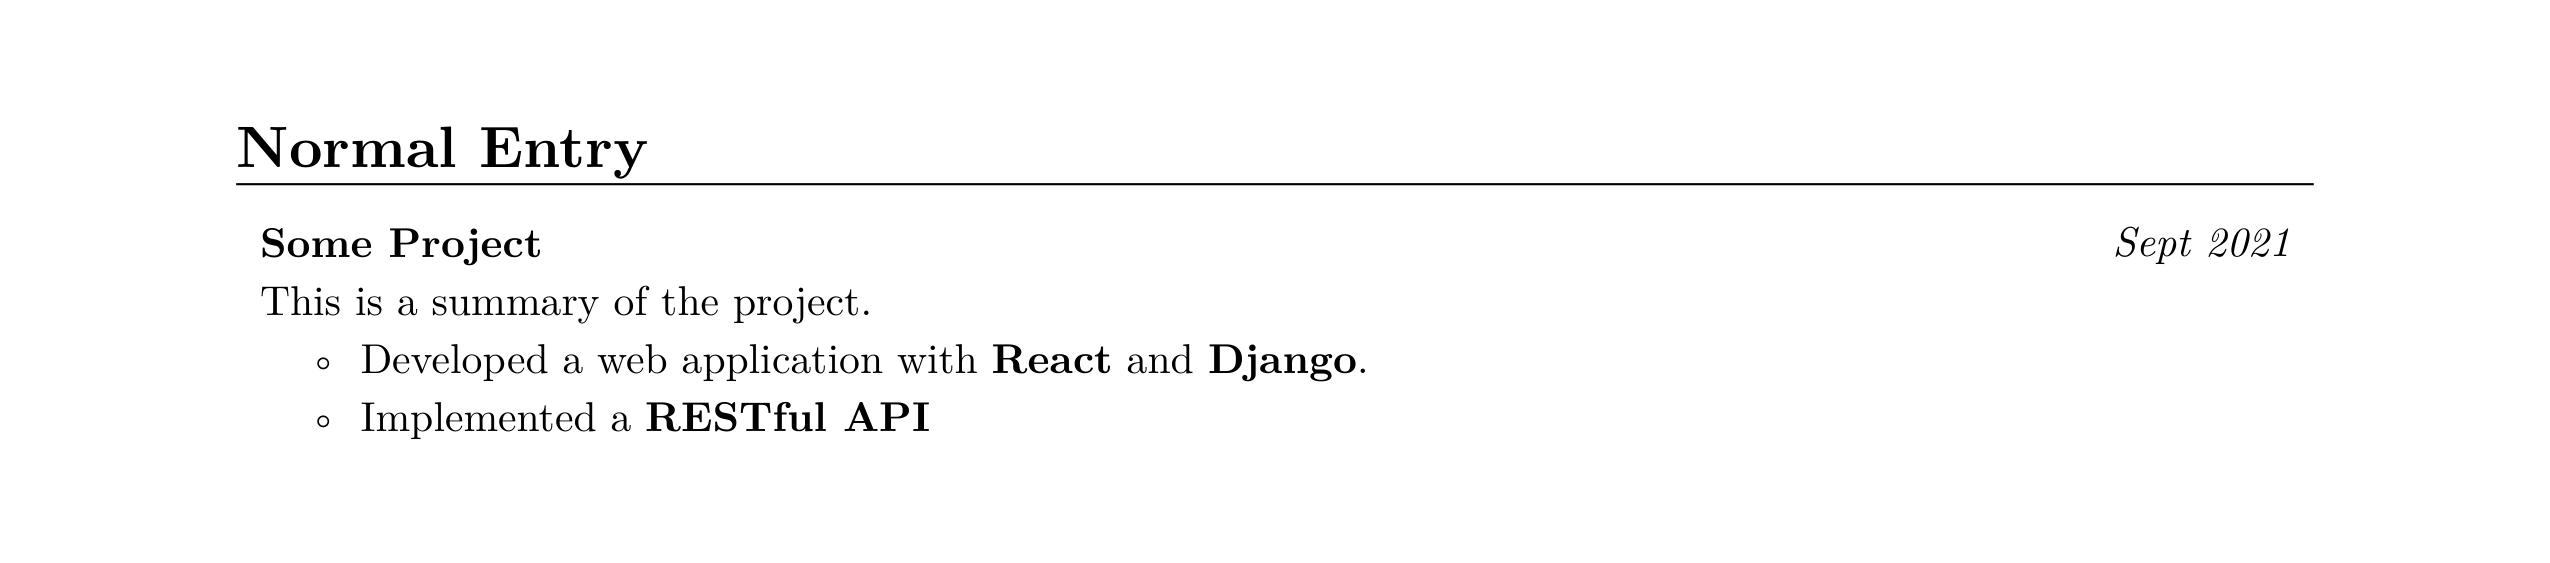 Normal Entry
Some Project Sept 2021
This is a summary of the project.
◦ Developed a web application with React and Django.
◦ Implemented a RESTful API